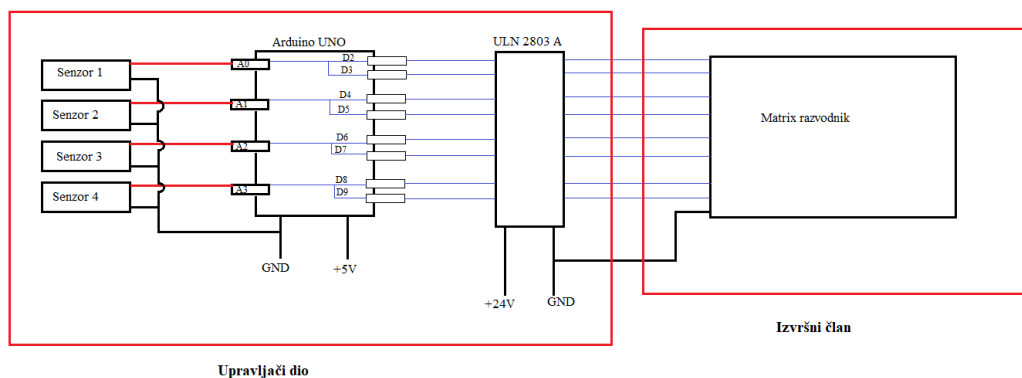 Arduino UNO
ULN 2803 A
Senzor 1
Senzor 2
Senzor 3
Senzor 4
A0
A1
A2
A3
D2
D3
D4
D5
D6
D7
D8
D9
GND
+5V
+24V
GND
Matrix razvodnik
Izvršni član
Upravljači dio